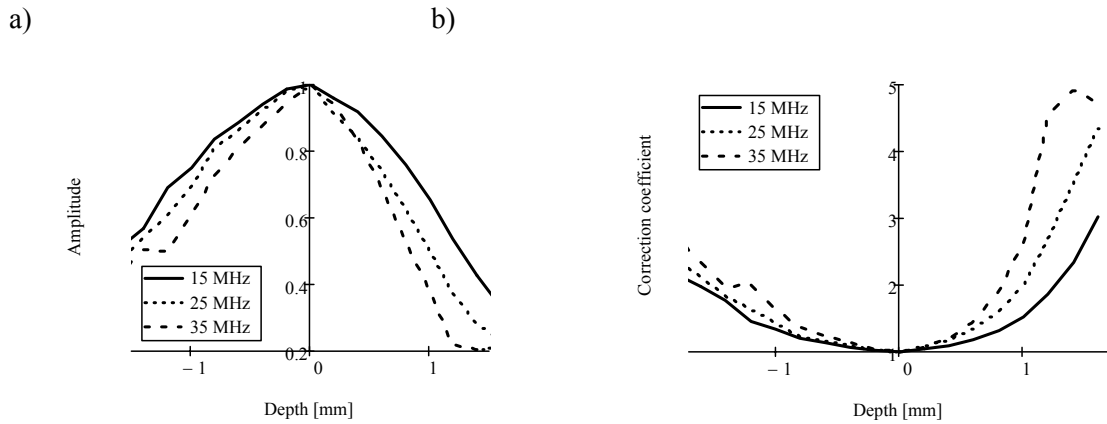 a)
b)
1
0.8
0.6
0.4
0.2
− 1
0
1
Amplitude
Depth [mm]
15 MHz
25 MHz
35 MHz
5
4
3
2
1
− 1
0
1
Correction coefficient
Depth [mm]
15 MHz
25 MHz
35 MHz